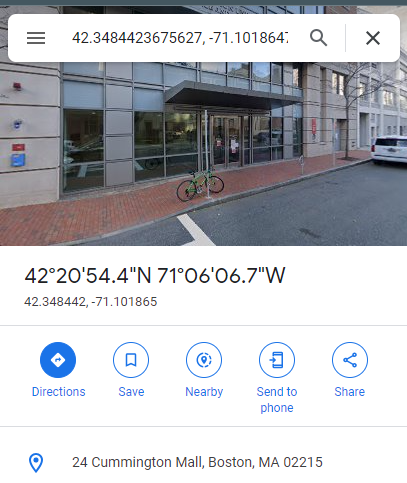 42.3484423675627, -71.1018647
42°20'54.4"N 71°06'06.7"W
42.348442, -71.101865
Directions
Save
Nearby
Send to
phone
Share
24 Cummington Mall, Boston, MA 02215